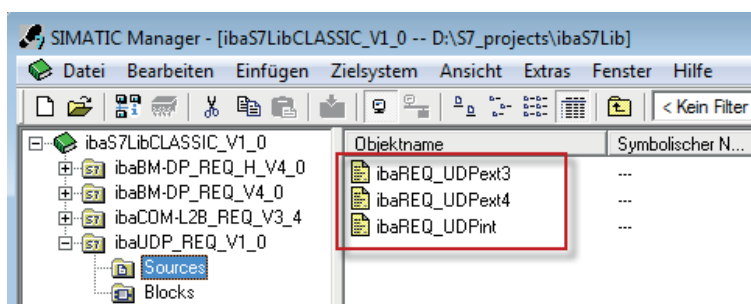 SIMATIC Manager - [ibaS7LibCLASSIC_V1_0 -- D:\S7_projects\ibaS7Lib]
Datei Bearbeiten Einfügen Zielsystem Ansicht Extras Fenster Hilfe
< Kein Filter
ibaS7LibCLASSIC_V1_0
ibaBM-DP_REQ_H_V4_0
ibaBM-DP_REQ_V4_0
ibaCOM-L2B_REQ_V3_4
ibaUDP_REQ_V1_0
Sources
Blocks
Objektname Symbolischer N...
ibaREQ_UDPext3 ---
ibaREQ_UDPext4 ---
ibaREQ_UDPint ---